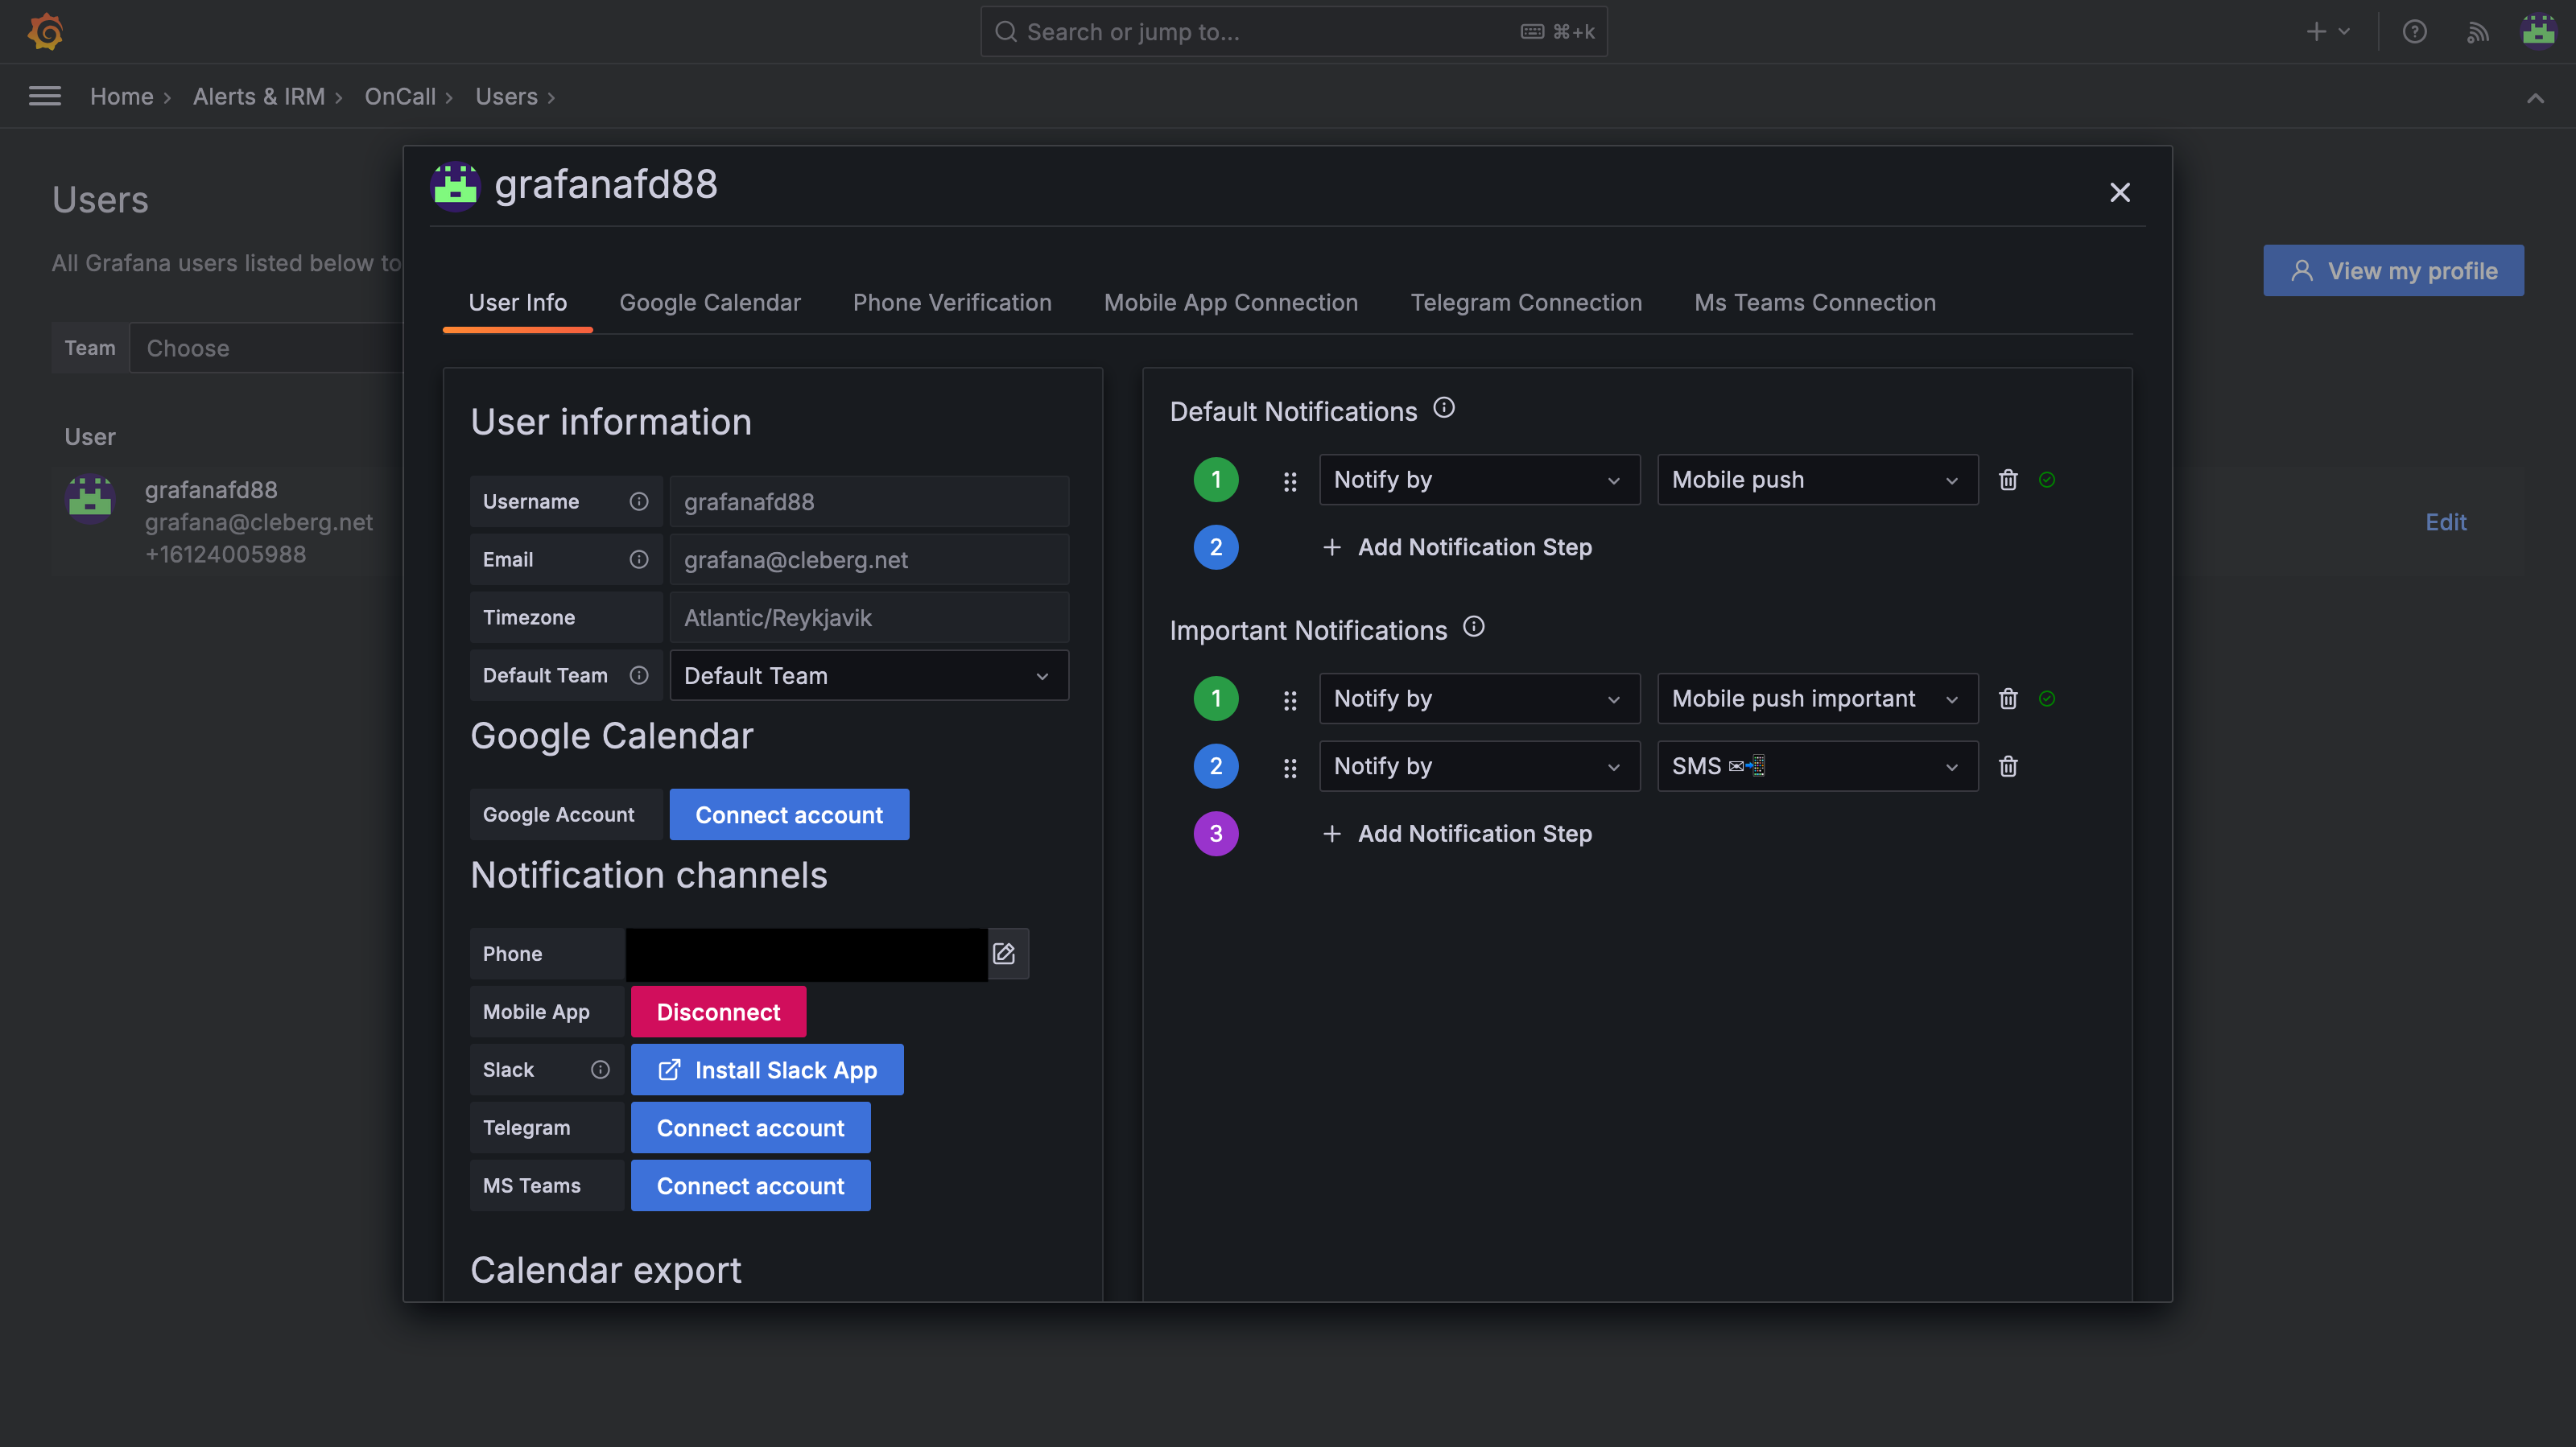 Search or jump to...
⌘+k
Home
Alerts & IRM
OnCall
Users
Users
All Grafana users listed below to
View my profile
Team
Choose
User
grafanafd88
grafana@cleberg.net
+16124005988
Edit
grafanafd88
User Info
Google Calendar
Phone Verification
Mobile App Connection
Telegram Connection
Ms Teams Connection
User information
Username
grafanafd88
Email
grafana@cleberg.net
Timezone
Atlantic/Reykjavik
Default Team
Default Team
Google Calendar
Google Account
Connect account
Notification channels
Phone
Mobile App
Disconnect
Slack
Install Slack App
Telegram
Connect account
MS Teams
Connect account
Calendar export
Default Notifications
1
Notify by
Mobile push
2
Add Notification Step
Important Notifications
1
Notify by
Mobile push important
2
Notify by
SMS ✉📲
3
Add Notification Step